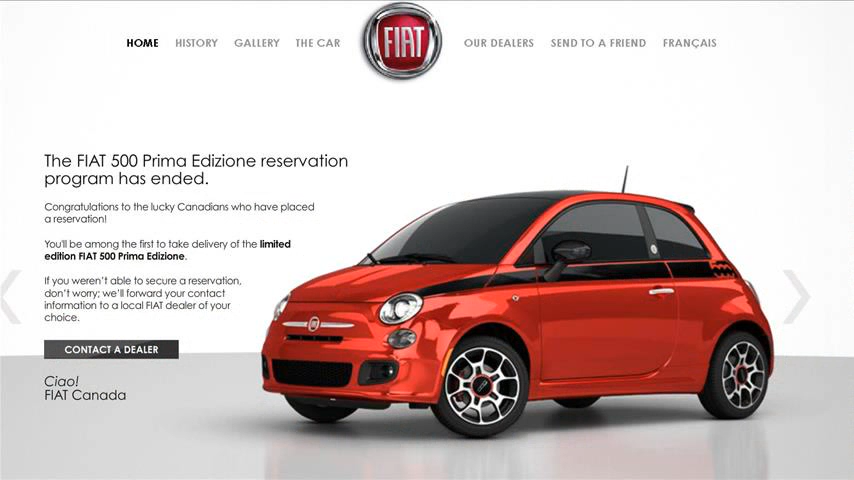 HOME HISTORY GALLERY THE CAR FIAT OUR DEALERS SEND TO A FRIEND FRANÇAIS
The FIAT 500 Prima Edizione reservation
program has ended.
Congratulations to the lucky Canadians who have placed
a reservation!
You'll be among the first to take delivery of the limited
edition FIAT 500 Prima Edizione.
If you weren't able to secure a reservation,
don't worry; we'll forward your contact
information to a local FIAT dealer of your
choice.
CONTACT A DEALER
Ciao!
FIAT Canada